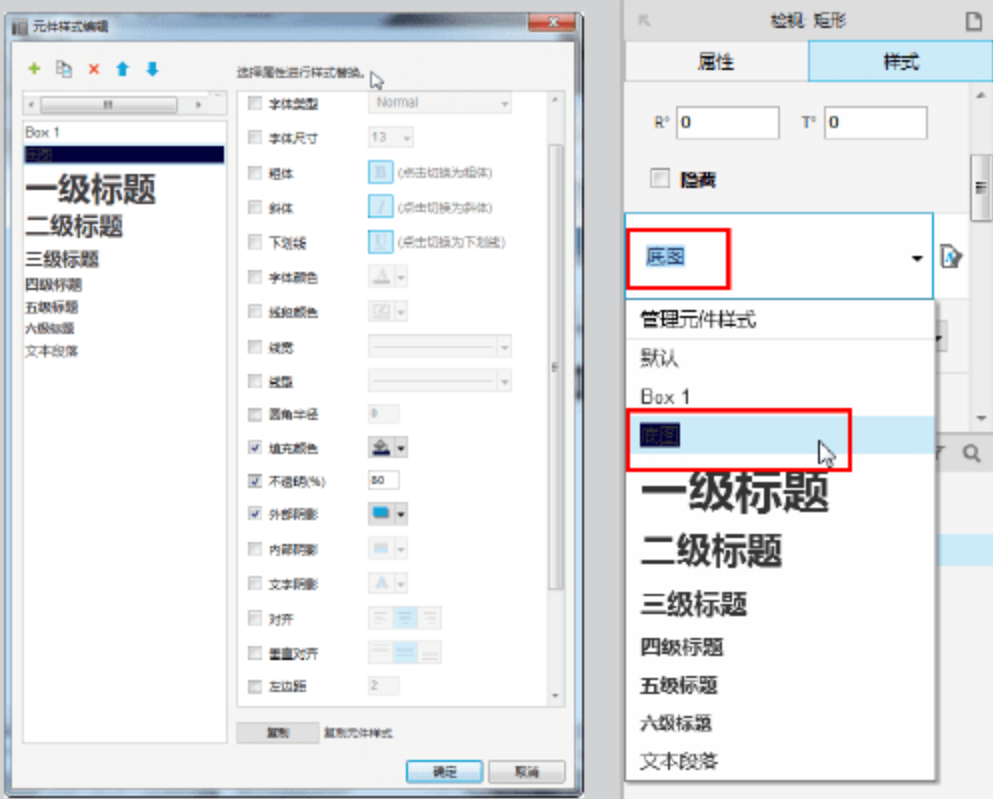 元件样式编辑
选择属性进行样式替换。
Box 1
底图
一级标题
二级标题
三级标题
四级标题
五级标题
六级标题
文本段落
字体类型 Normal
字体尺寸 13
粗体 B (点击切换为粗体)
斜体 I (点击切换为斜体)
下划线 U (点击切换为下划线)
字体颜色
线段颜色
线宽
线型
圆角半径 0
填充颜色
不透明(%) 80
外部阴影
内部阴影
文字阴影
对齐
垂直对齐
左边距 2
复制 复制元件样式
确定 取消
检视: 矩形
属性 样式
R° 0 T° 0
隐藏
底图
管理元件样式
默认
Box 1
底图
一级标题
二级标题
三级标题
四级标题
五级标题
六级标题
文本段落